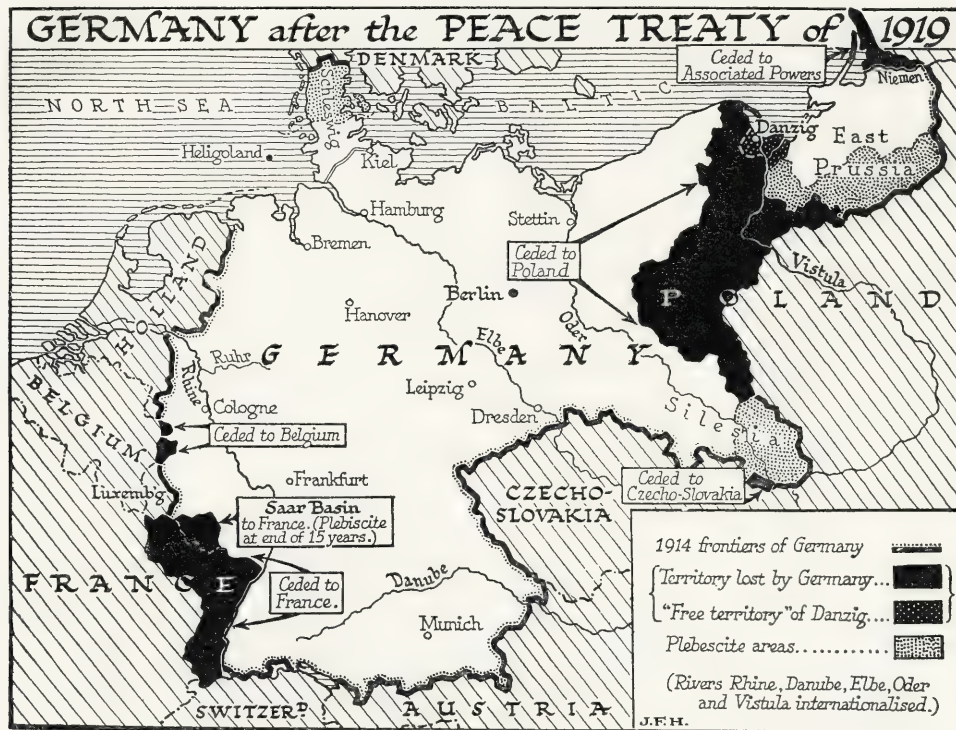 GERMANY after the PEACE TREATY of 1919
DENMARK
Ceded to
Associated Powers
Niemen
NORTH SEA
BALTIC
Schleswig
Danzig
East
Prussia
Heligoland
Kiel
Hamburg
Stettin
Bremen
Ceded to
Poland
Vistula
HOLLAND
Berlin
POLAND
Hanover
Elbe
Oder
Ruhr
GERMANY
Rhine
Leipzig
BELGIUM
Cologne
Dresden
Silesia
Ceded to Belgium
Frankfurt
Ceded to
Czecho-Slovakia
Luxemb'g
CZECHO-
SLOVAKIA
Saar Basin
to France. (Plebiscite
at end of 15 years.)
FRANCE
Ceded to
France.
Danube
Munich
SWITZERD
AUSTRIA
1914 frontiers of Germany
Territory lost by Germany...
"Free territory" of Danzig....
Plebescite areas...............
(Rivers Rhine, Danube, Elbe, Oder
and Vistula internationalised.)
J.F.H.